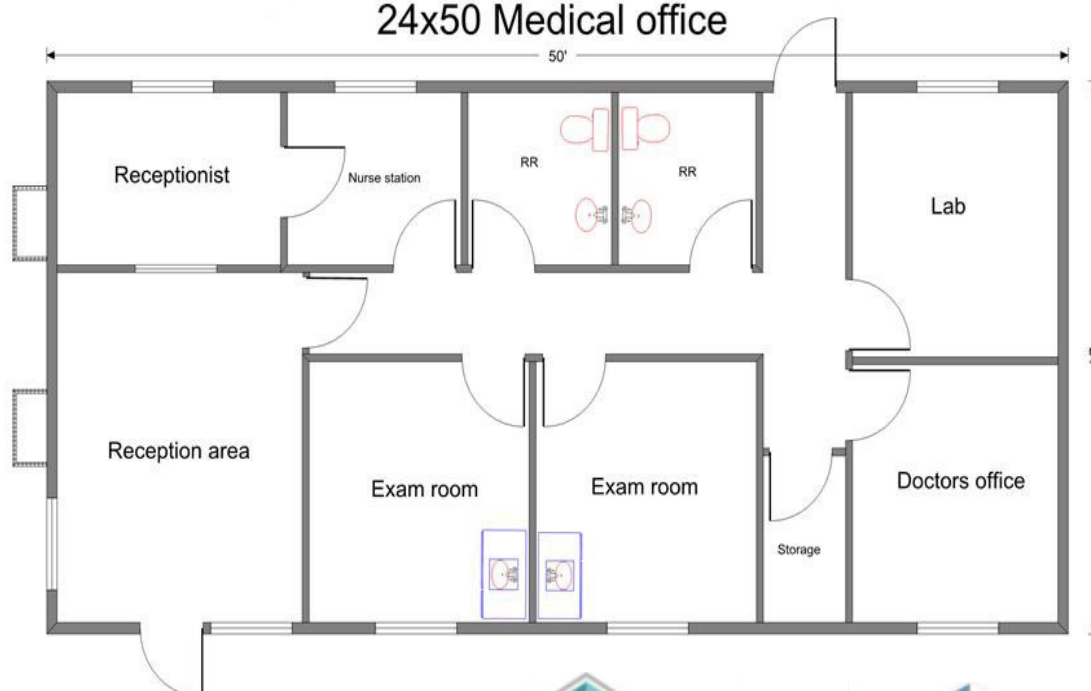 24x50 Medical office
50'
Receptionist
Nurse station
RR
RR
Lab
Reception area
Exam room
Exam room
Doctors office
Storage